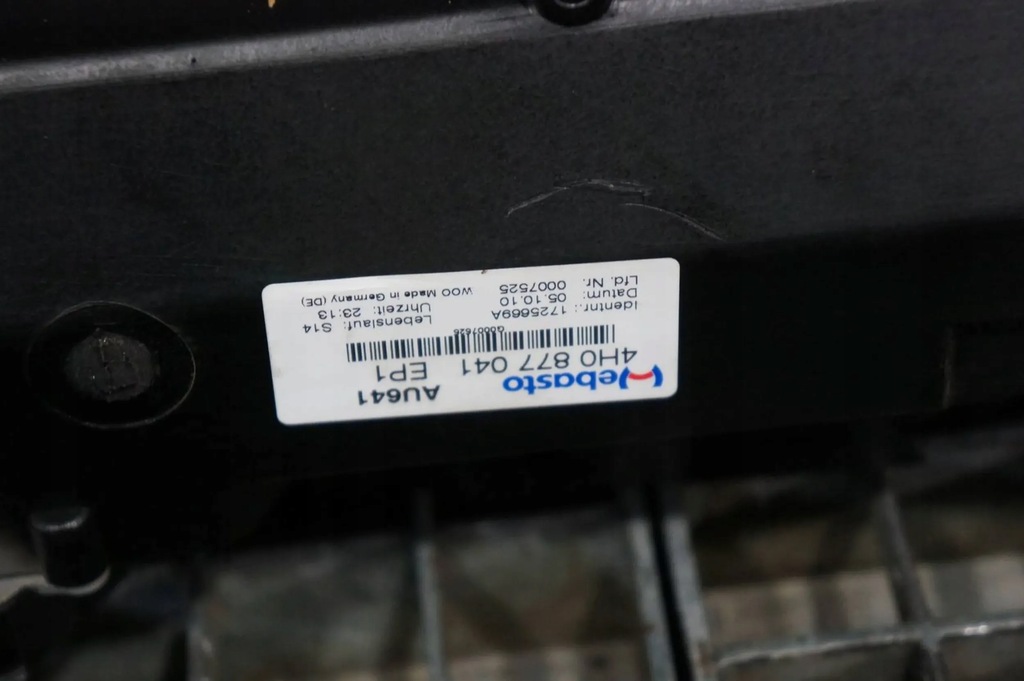 Webasto AU641
4H0 877 041 EP1
G0007626
Identnr.: 1725669A Lebenslauf: S14
Datum: 05.10.10 Uhrzeit: 23:13
Lfd. Nr. 0007525 WOO Made in Germany (DE)